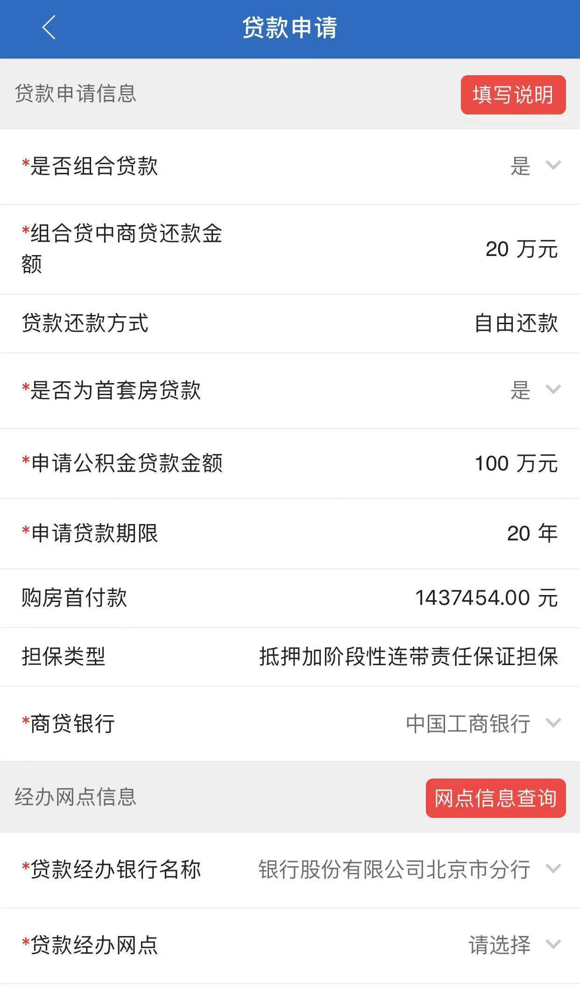 贷款申请
贷款申请信息
填写说明
*是否组合贷款
是
*组合贷中商贷还款金
额
20 万元
贷款还款方式
自由还款
*是否为首套房贷款
是
*申请公积金贷款金额
100 万元
*申请贷款期限
20 年
购房首付款
1437454.00 元
担保类型
抵押加阶段性连带责任保证担保
*商贷银行
中国工商银行
经办网点信息
网点信息查询
*贷款经办银行名称
银行股份有限公司北京市分行
*贷款经办网点
请选择